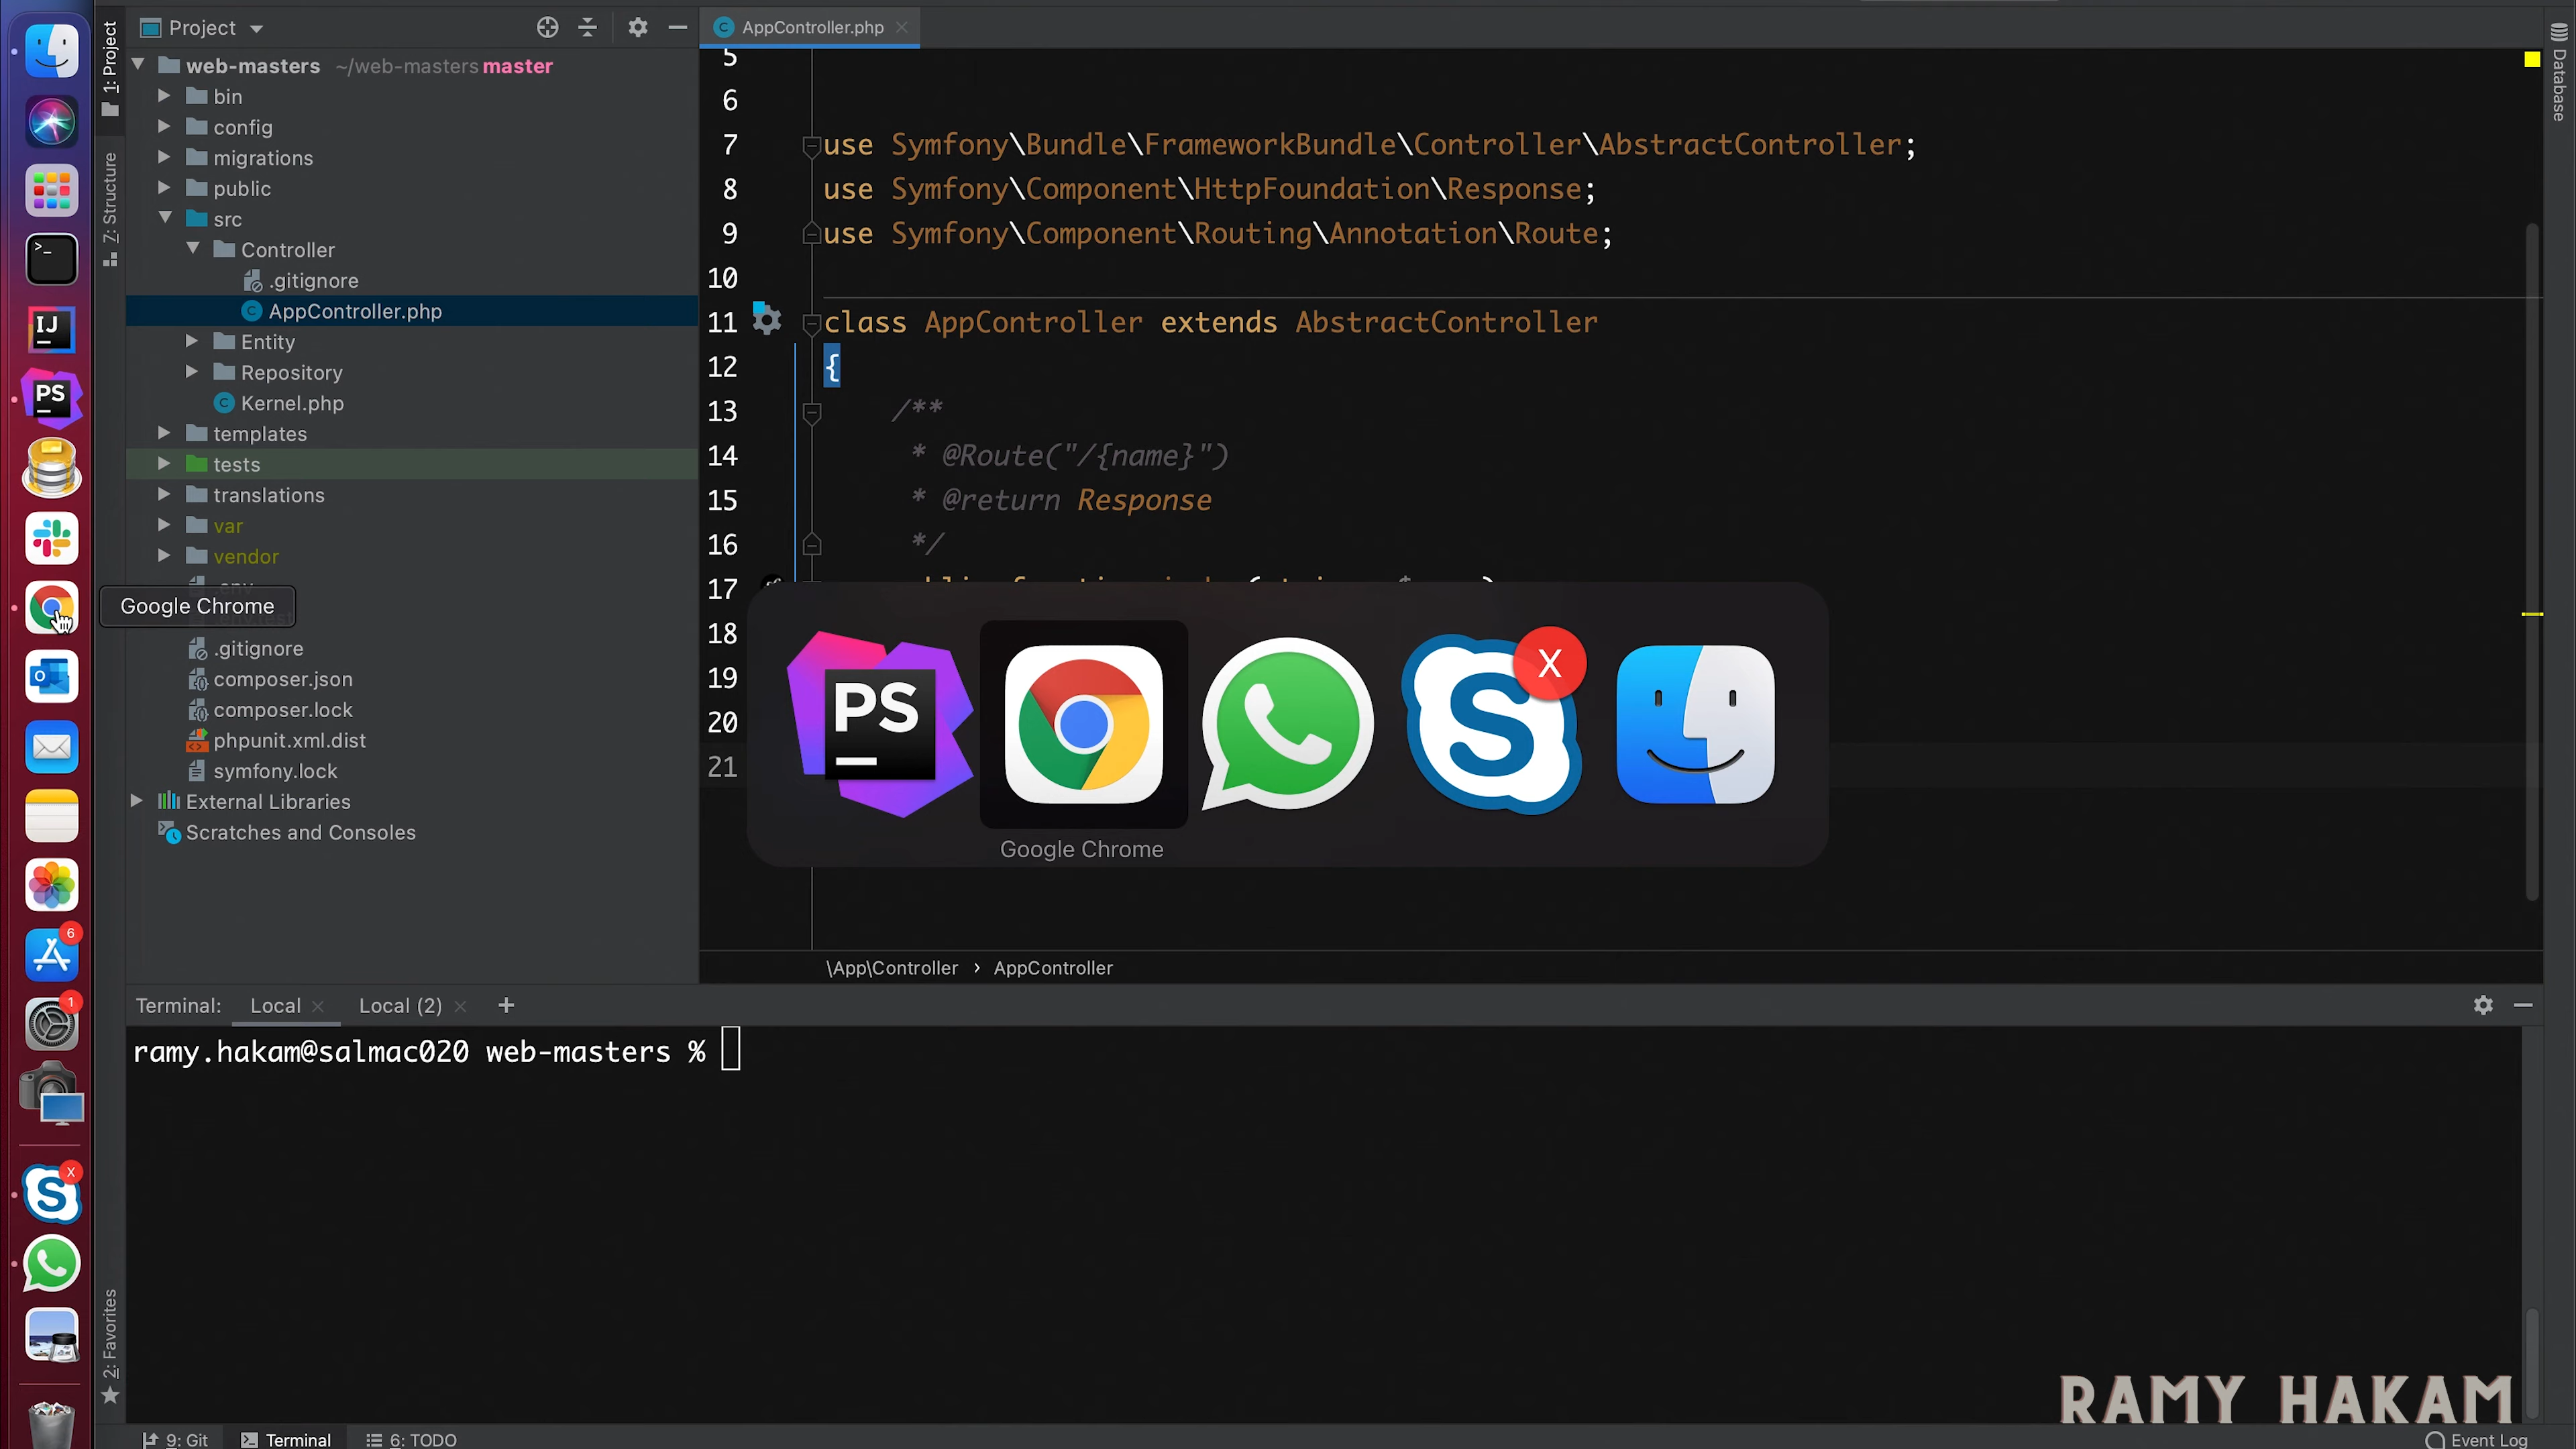 1: Project
Z: Structure
2: Favorites
Project
web-masters ~/web-masters master
bin
config
migrations
public
src
Controller
.gitignore
AppController.php
Entity
Repository
Kernel.php
templates
tests
translations
var
vendor
.env
Google Chrome
.gitignore
composer.json
composer.lock
phpunit.xml.dist
symfony.lock
External Libraries
Scratches and Consoles
AppController.php
5
6
7 use Symfony\Bundle\FrameworkBundle\Controller\AbstractController;
8 use Symfony\Component\HttpFoundation\Response;
9 use Symfony\Component\Routing\Annotation\Route;
10
11 class AppController extends AbstractController
12 {
13 /**
14 * @Route("/{name}")
15 * @return Response
16 */
17
18
19
20
21
PS
S
X
Google Chrome
\App\Controller › AppController
Database
Terminal: Local Local (2) +
ramy.hakam@salmac020 web-masters %
IJ
PS
6
1
X
S
RAMY HAKAM
9: Git Terminal 6: TODO
Event Log